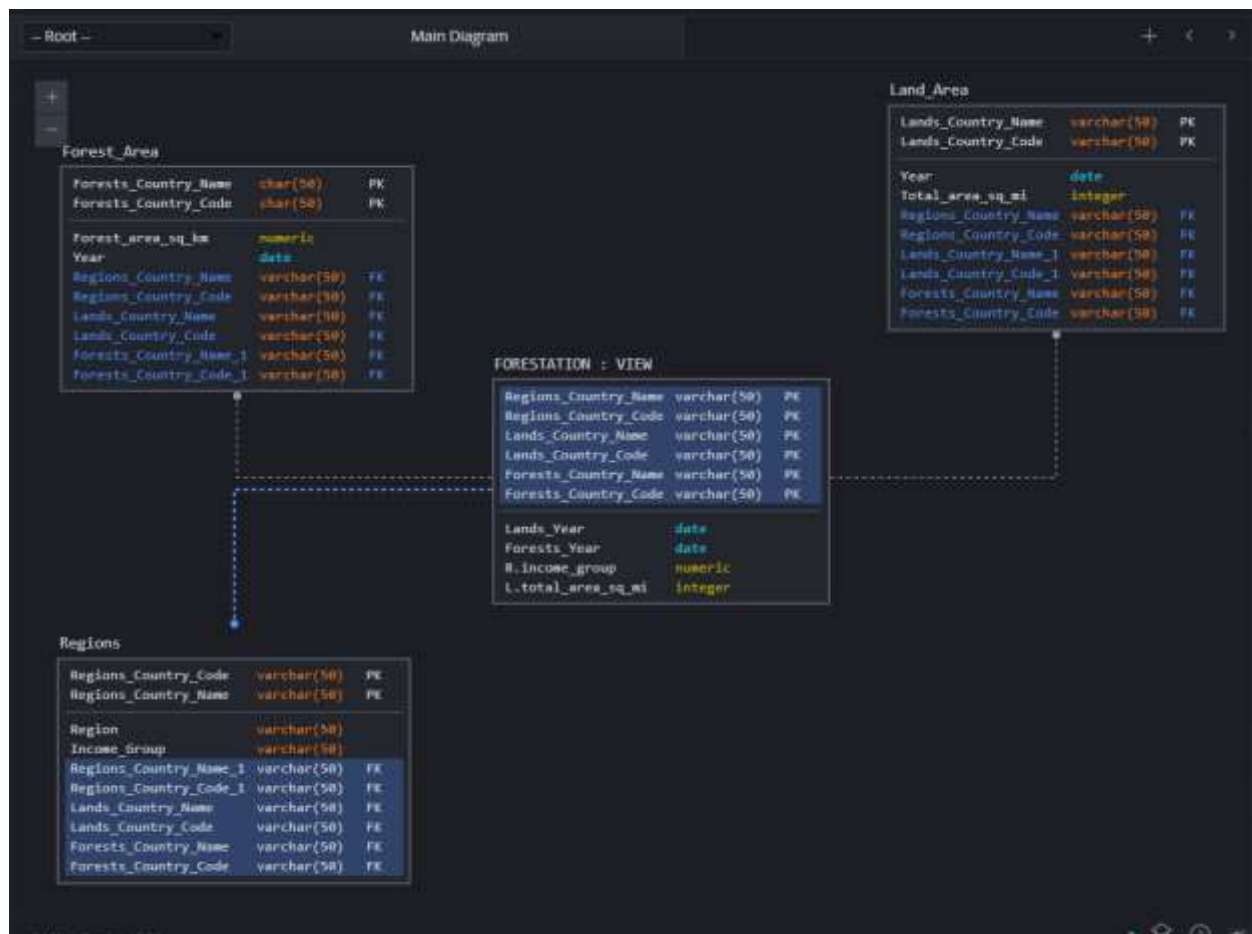 -- Root --
Main Diagram
Land_Area
Lands_Country_Name varchar(50) PK
Lands_Country_Code varchar(50) PK
Year date
Total_area_sq_mi integer
Regions_Country_Name varchar(50) FK
Regions_Country_Code varchar(50) FK
Lands_Country_Name_1 varchar(50) FK
Lands_Country_Code_1 varchar(50) FK
Forests_Country_Name varchar(50) FK
Forests_Country_Code varchar(50) FK
Forest_Area
Forests_Country_Name char(50) PK
Forests_Country_Code char(50) PK
Forest_area_sq_km numeric
Year date
Regions_Country_Name varchar(50) FK
Regions_Country_Code varchar(50) FK
Lands_Country_Name varchar(50) FK
Lands_Country_Code varchar(50) FK
Forests_Country_Name_1 varchar(50) FK
Forests_Country_Code_1 varchar(50) FK
FORESTATION : VIEW
Regions_Country_Name varchar(50) PK
Regions_Country_Code varchar(50) PK
Lands_Country_Name varchar(50) PK
Lands_Country_Code varchar(50) PK
Forests_Country_Name varchar(50) PK
Forests_Country_Code varchar(50) PK
Lands_Year date
Forests_Year date
R.income_group numeric
L.total_area_sq_mi integer
Regions
Regions_Country_Code varchar(50) PK
Regions_Country_Name varchar(50) PK
Region varchar(50)
Income_Group varchar(50)
Regions_Country_Name_1 varchar(50) FK
Regions_Country_Code_1 varchar(50) FK
Lands_Country_Name varchar(50) FK
Lands_Country_Code varchar(50) FK
Forests_Country_Name varchar(50) FK
Forests_Country_Code varchar(50) FK